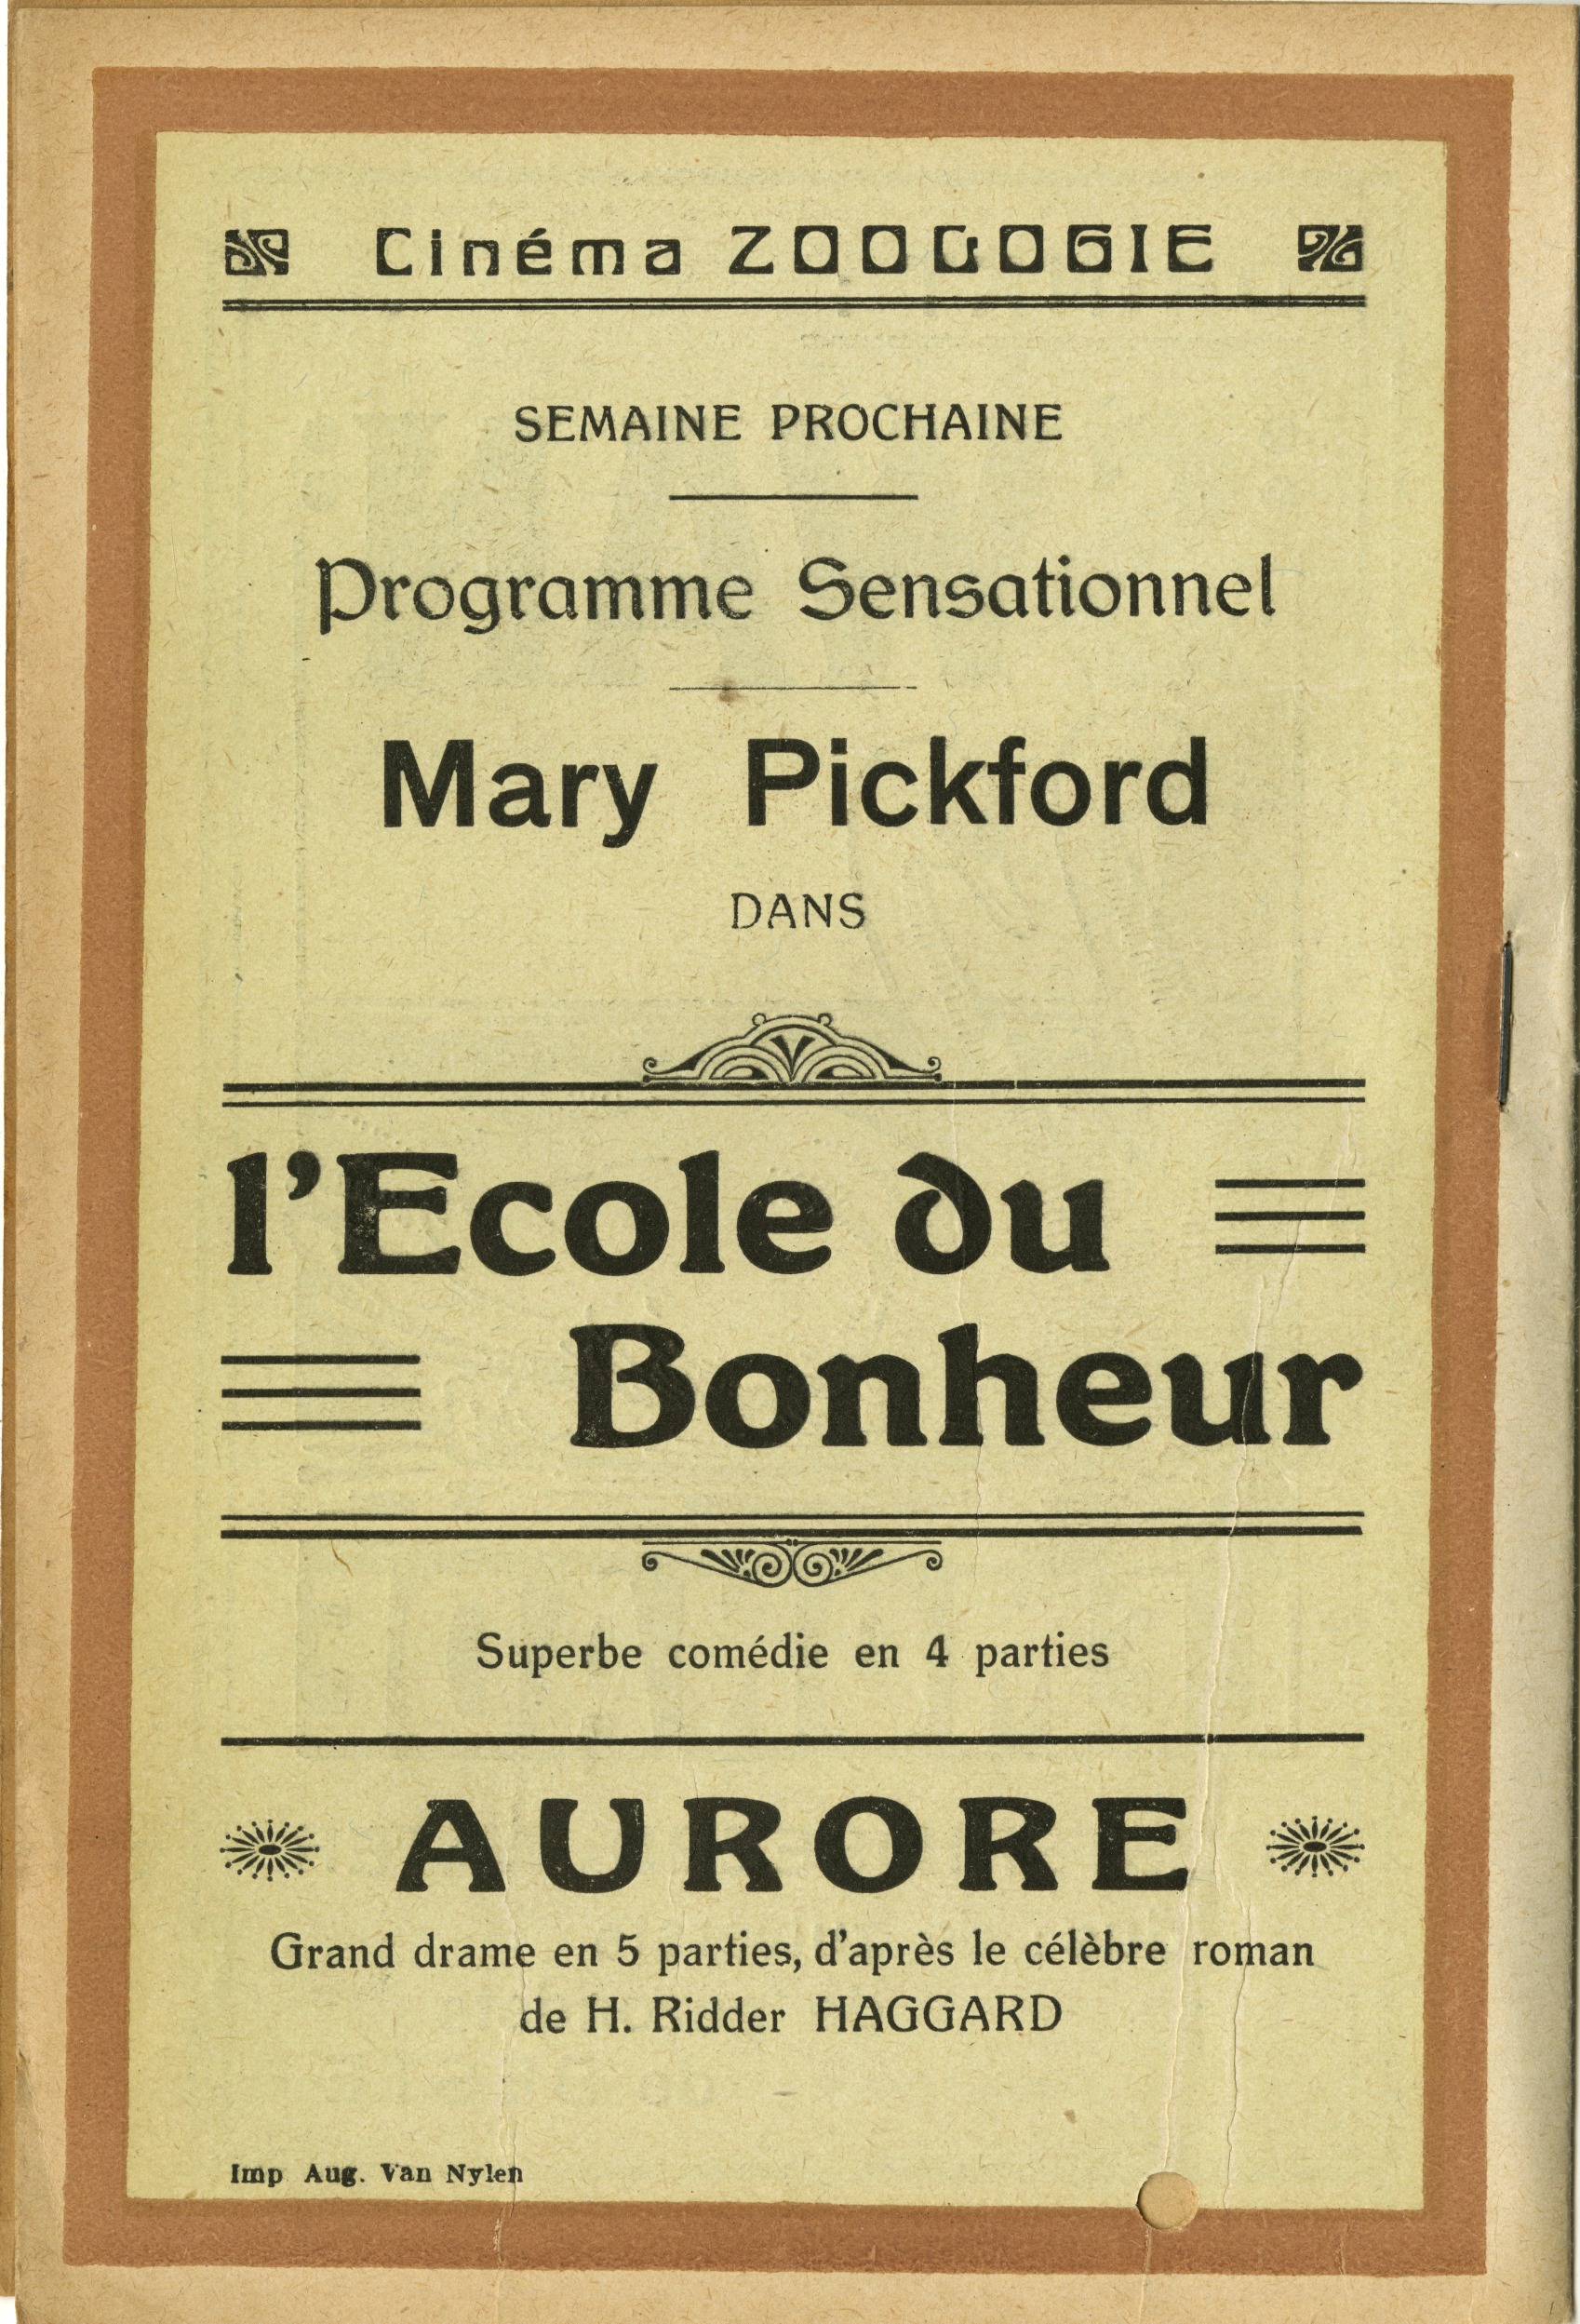 Cinéma ZOOLOGIE
SEMAINE PROCHAINE
Programme Sensationnel
Mary Pickford
DANS
l'Ecole du
Bonheur
Superbe comédie en 4 parties
AURORE
Grand drame en 5 parties, d'après le célèbre roman
de H. Ridder HAGGARD
Imp Aug. Van Nylen